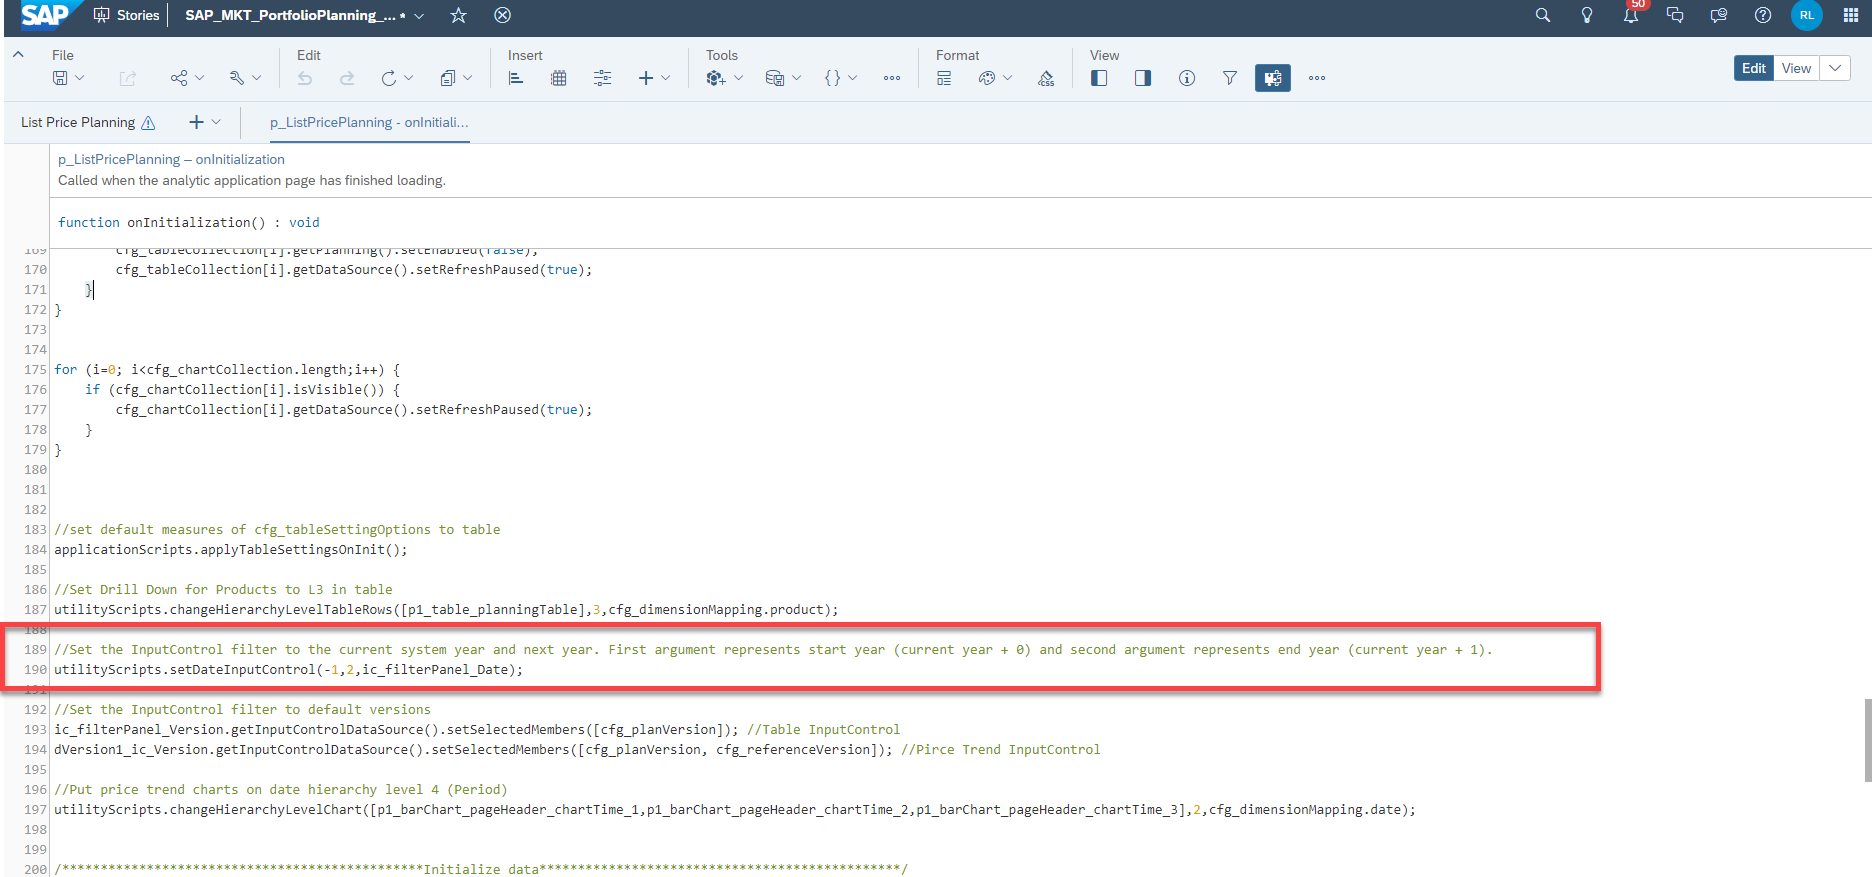 SAP Stories SAP_MKT_PortfolioPlanning_... * 50 RL
File Edit Insert Tools Format View
CSS Edit View
List Price Planning p_ListPricePlanning - onInitiali...
p_ListPricePlanning – onInitialization
Called when the analytic application page has finished loading.
function onInitialization() : void
169 cfg_tableCollection[i].getPlanning().setEnabled(false);
170 cfg_tableCollection[i].getDataSource().setRefreshPaused(true);
171 }
172 }
173
174
175 for (i=0; i<cfg_chartCollection.length;i++) {
176 if (cfg_chartCollection[i].isVisible()) {
177 cfg_chartCollection[i].getDataSource().setRefreshPaused(true);
178 }
179 }
180
181
182
183 //set default measures of cfg_tableSettingOptions to table
184 applicationScripts.applyTableSettingsOnInit();
185
186 //Set Drill Down for Products to L3 in table
187 utilityScripts.changeHierarchyLevelTableRows([p1_table_planningTable],3,cfg_dimensionMapping.product);
188
189 //Set the InputControl filter to the current system year and next year. First argument represents start year (current year + 0) and second argument represents end year (current year + 1).
190 utilityScripts.setDateInputControl(-1,2,ic_filterPanel_Date);
191
192 //Set the InputControl filter to default versions
193 ic_filterPanel_Version.getInputControlDataSource().setSelectedMembers([cfg_planVersion]); //Table InputControl
194 dVersion1_ic_Version.getInputControlDataSource().setSelectedMembers([cfg_planVersion, cfg_referenceVersion]); //Pirce Trend InputControl
195
196 //Put price trend charts on date hierarchy level 4 (Period)
197 utilityScripts.changeHierarchyLevelChart([p1_barChart_pageHeader_chartTime_1,p1_barChart_pageHeader_chartTime_2,p1_barChart_pageHeader_chartTime_3],2,cfg_dimensionMapping.date);
198
199
200 /***********************************************Initialize data***********************************************/